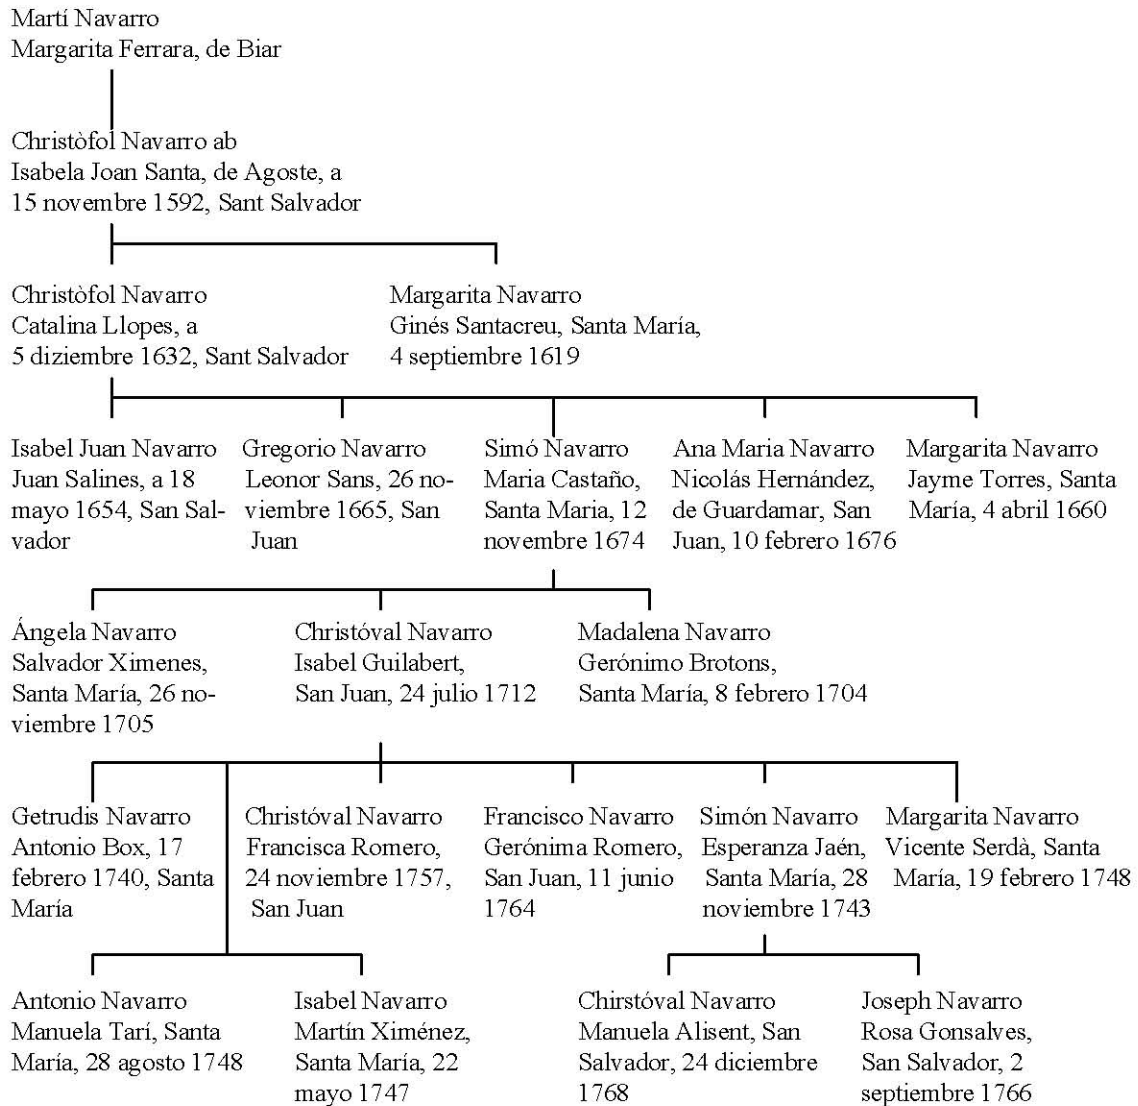 Martí Navarro
Margarita Ferrara, de Biar
Christòfol Navarro ab
Isabela Joan Santa, de Agoste, a
15 novembre 1592, Sant Salvador
Christòfol Navarro
Catalina Llopes, a
5 diziembre 1632, Sant Salvador
Margarita Navarro
Ginés Santacreu, Santa María,
4 septiembre 1619
Isabel Juan Navarro
Juan Salines, a 18
mayo 1654, San Sal-
vador
Gregorio Navarro
Leonor Sans, 26 no-
viembre 1665, San
Juan
Simó Navarro
Maria Castaño,
Santa Maria, 12
novembre 1674
Ana Maria Navarro
Nicolás Hernández,
de Guardamar, San
Juan, 10 febrero 1676
Margarita Navarro
Jayme Torres, Santa
María, 4 abril 1660
Ángela Navarro
Salvador Ximenes,
Santa María, 26 no-
viembre 1705
Christóval Navarro
Isabel Guilabert,
San Juan, 24 julio 1712
Madalena Navarro
Gerónimo Brotons,
Santa María, 8 febrero 1704
Getrudis Navarro
Antonio Box, 17
febrero 1740, Santa
María
Christóval Navarro
Francisca Romero,
24 noviembre 1757,
San Juan
Francisco Navarro
Gerónima Romero,
San Juan, 11 junio
1764
Simón Navarro
Esperanza Jaén,
Santa María, 28
noviembre 1743
Margarita Navarro
Vicente Serdà, Santa
María, 19 febrero 1748
Antonio Navarro
Manuela Tarí, Santa
María, 28 agosto 1748
Isabel Navarro
Martín Ximénez,
Santa María, 22
mayo 1747
Chirstóval Navarro
Manuela Alisent, San
Salvador, 24 diciembre
1768
Joseph Navarro
Rosa Gonsalves,
San Salvador, 2
septiembre 1766